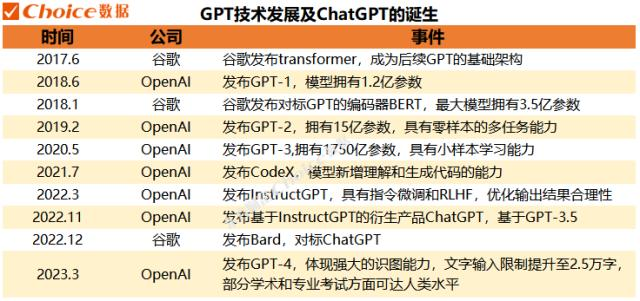 Choice数据
GPT技术发展及ChatGPT的诞生
时间 公司 事件
2017.6 谷歌 谷歌发布transformer，成为后续GPT的基础架构
2018.6 OpenAI 发布GPT-1，模型拥有1.2亿参数
2018.1 谷歌 谷歌发布对标GPT的编码器BERT，最大模型拥有3.5亿参数
2019.2 OpenAI 发布GPT-2，拥有15亿参数，具有零样本的多任务能力
2020.5 OpenAI 发布GPT-3,拥有1750亿参数，具有小样本学习能力
2021.7 OpenAI 发布CodeX，模型新增理解和生成代码的能力
2022.3 OpenAI 发布InstructGPT，具有指令微调和RLHF，优化输出结果合理性
2022.11 OpenAI 发布基于InstructGPT的衍生产品ChatGPT，基于GPT-3.5
2022.12 谷歌 发布Bard，对标ChatGPT
2023.3 OpenAI 发布GPT-4，体现强大的识图能力，文字输入限制提升至2.5万字，
部分学术和专业考试方面可达人类水平